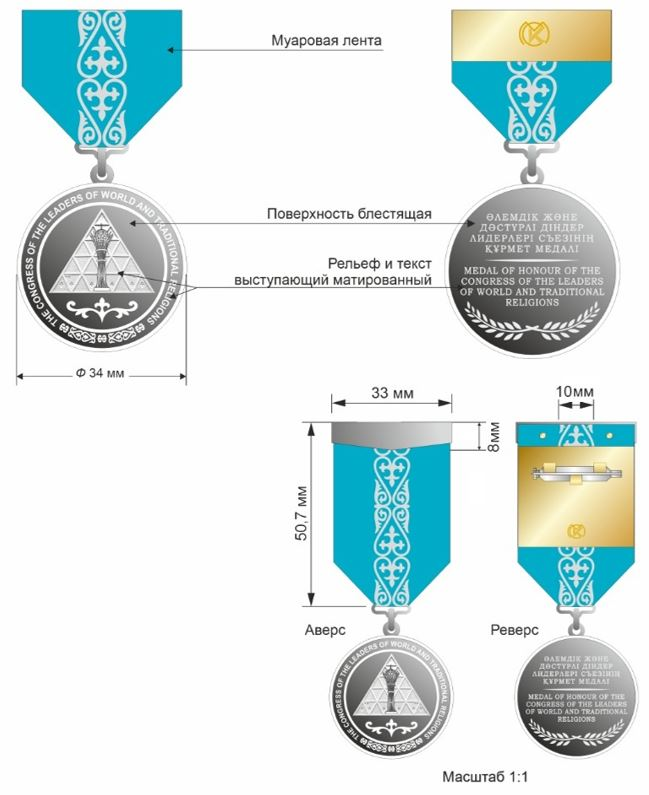 Муаровая лента
THE CONGRESS OF THE LEADERS OF WORLD AND TRADITIONAL RELIGIONS
Поверхность блестящая
Рельеф и текст
выступающий матированный
ӘЛЕМДІК ЖӘНЕ
ДӘСТҮРЛІ ДІНДЕР
ЛИДЕРЛЕРІ СЪЕЗІНІҢ
ҚҰРМЕТ МЕДАЛІ
MEDAL OF HONOUR OF THE
CONGRESS OF THE LEADERS
OF WORLD AND TRADITIONAL
RELIGIONS
Ф 34 мм
33 мм
8мм
50,7 мм
10мм
Аверс
THE CONGRESS OF THE LEADERS OF WORLD AND TRADITIONAL RELIGIONS
Реверс
ӘЛЕМДІК ЖӘНЕ
ДӘСТҮРЛІ ДІНДЕР
ЛИДЕРЛЕРІ СЪЕЗІНІҢ
ҚҰРМЕТ МЕДАЛІ
MEDAL OF HONOUR OF THE
CONGRESS OF THE LEADERS
OF WORLD AND TRADITIONAL
RELIGIONS
Масштаб 1:1